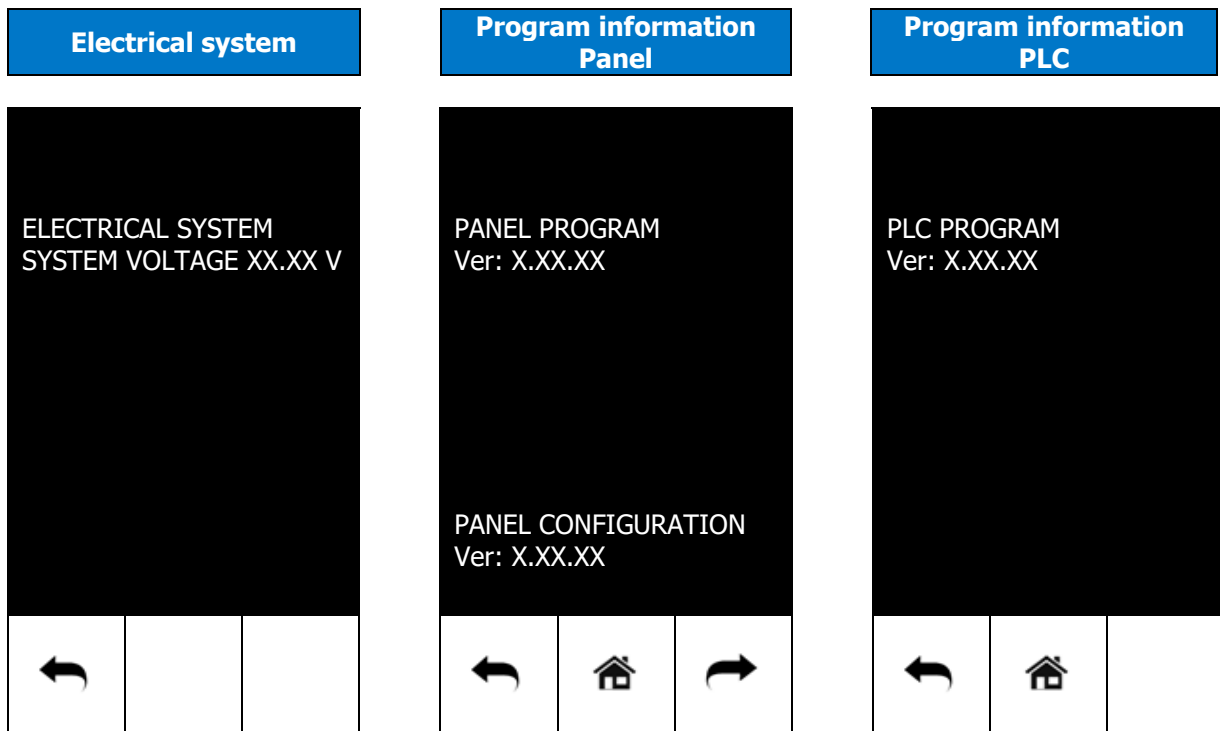 Electrical system
ELECTRICAL SYSTEM
SYSTEM VOLTAGE XX.XX V
Program information
Panel
PANEL PROGRAM
Ver: X.XX.XX
PANEL CONFIGURATION
Ver: X.XX.XX
Program information
PLC
PLC PROGRAM
Ver: X.XX.XX